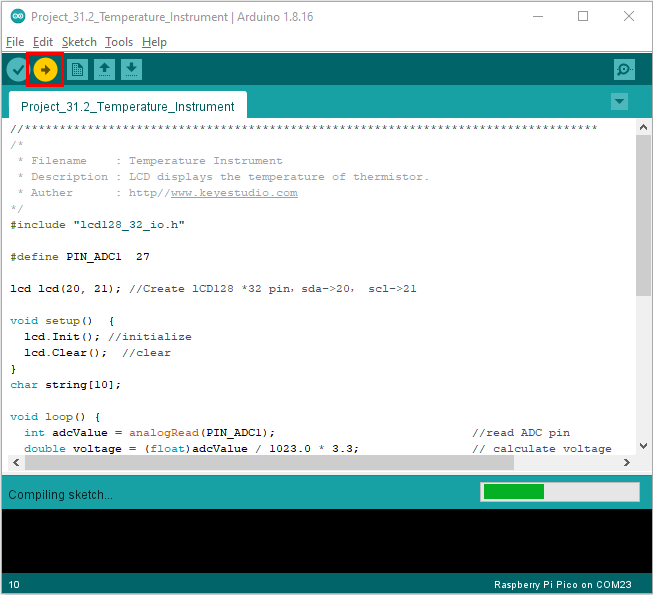 Project_31.2_Temperature_Instrument | Arduino 1.8.16
File Edit Sketch Tools Help
Project_31.2_Temperature_Instrument
//**********************************************************************************
/*
 * Filename    : Temperature Instrument
 * Description : LCD displays the temperature of thermistor.
 * Auther      : http//www.keyestudio.com
*/
#include "lcd128_32_io.h"
#define PIN_ADC1  27
lcd lcd(20, 21); //Create lCD128 *32 pin，sda->20， scl->21
void setup()  {
  lcd.Init(); //initialize
  lcd.Clear();  //clear
}
char string[10];
void loop() {
  int adcValue = analogRead(PIN_ADC1);                            //read ADC pin
  double voltage = (float)adcValue / 1023.0 * 3.3;                // calculate voltage
Compiling sketch...
10 Raspberry Pi Pico on COM23